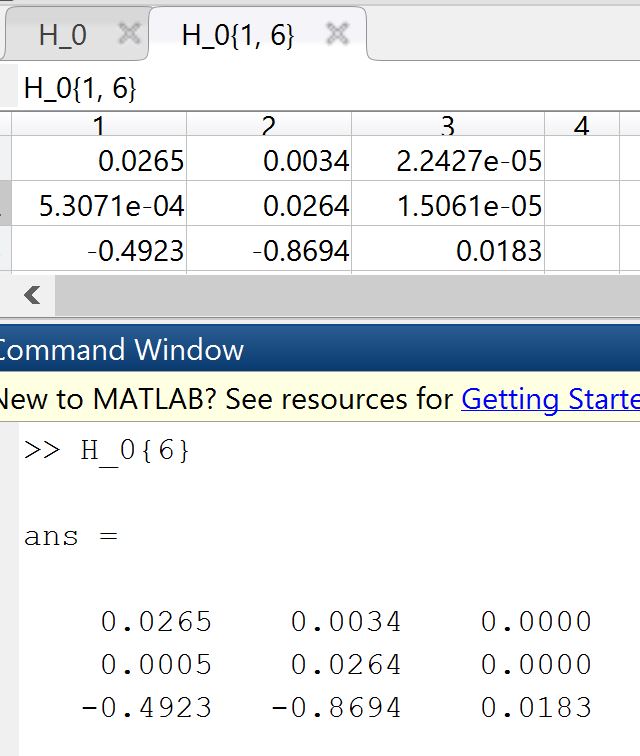 H_0 H_0{1, 6}
H_0{1, 6}
1 2 3 4
0.0265 0.0034 2.2427e-05
5.3071e-04 0.0264 1.5061e-05
-0.4923 -0.8694 0.0183
Command Window
New to MATLAB? See resources for Getting Starte
>> H_0{6}
ans =
0.0265 0.0034 0.0000
0.0005 0.0264 0.0000
-0.4923 -0.8694 0.0183